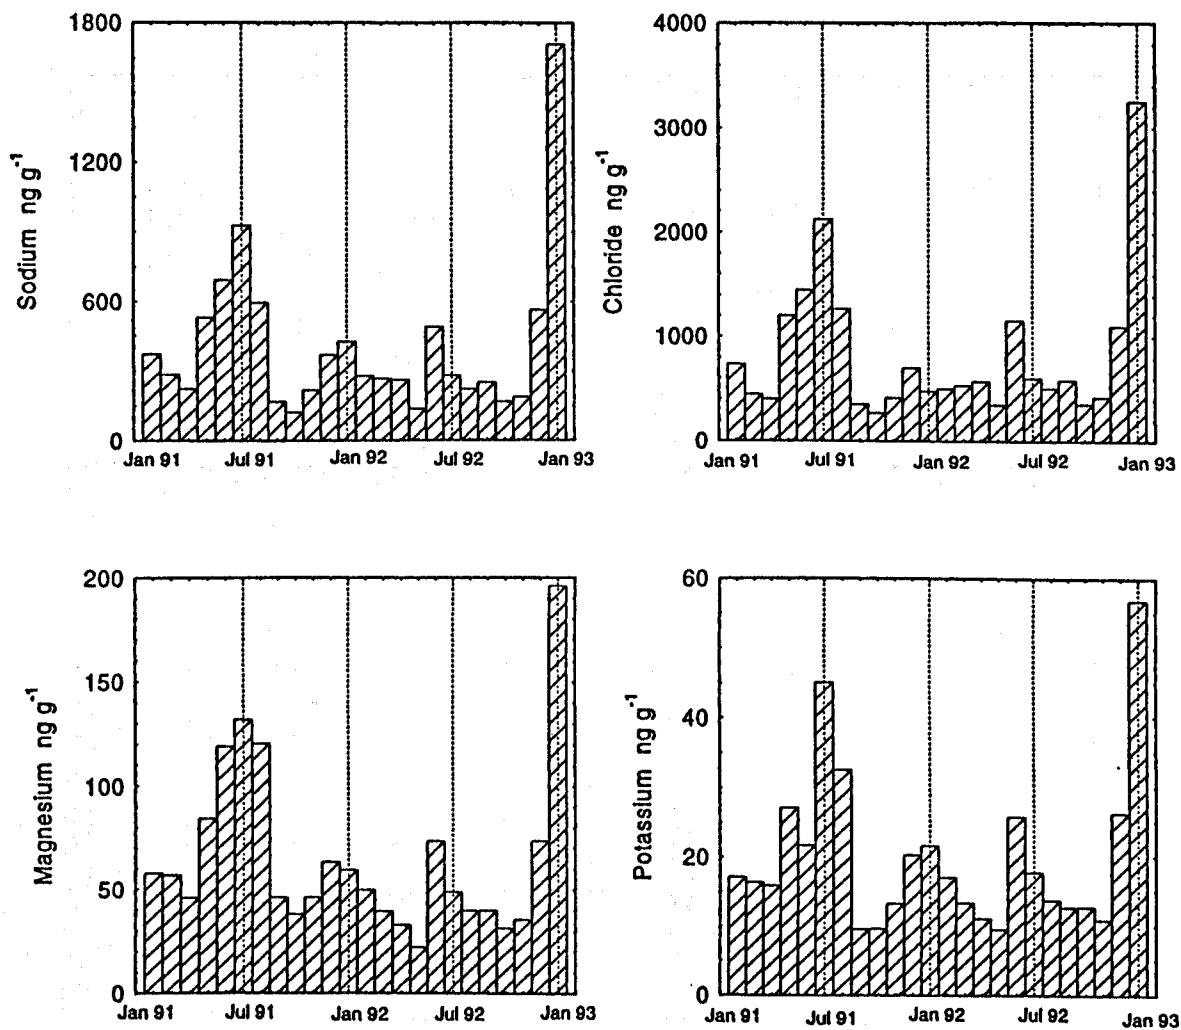 1800
1200
600
0
Sodium ng g-1
Jan 91 Jul 91 Jan 92 Jul 92 Jan 93
4000
3000
2000
1000
0
Chloride ng g-1
Jan 91 Jul 91 Jan 92 Jul 92 Jan 93
200
150
100
50
0
Magnesium ng g-1
Jan 91 Jul 91 Jan 92 Jul 92 Jan 93
60
40
20
0
Potassium ng g-1
Jan 91 Jul 91 Jan 92 Jul 92 Jan 93